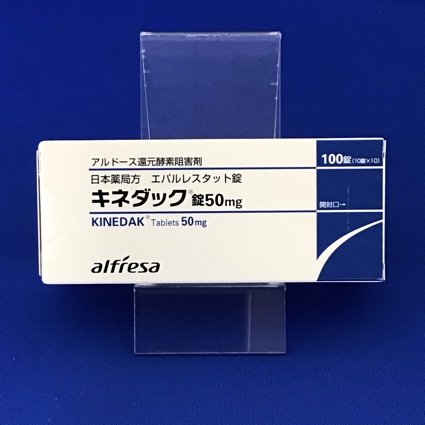 アルドース還元酵素阻害剤
100錠(10錠×10)
日本薬局方 エパルレスタット錠
キネダック®錠50mg
開封口→
KINEDAK® Tablets 50mg
alfresa